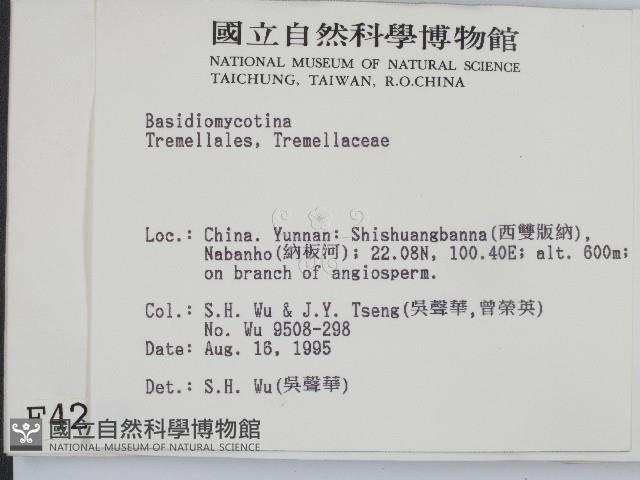 國立自然科學博物館
NATIONAL MUSEUM OF NATURAL SCIENCE
TAICHUNG, TAIWAN, R.O.CHINA
Basidiomycotina
Tremellales, Tremellaceae
Loc.: China. Yunnan: Shishuangbanna(西雙版納),
Nabanho(納板河); 22.08N, 100.40E; alt. 600m;
on branch of angiosperm.
Col.: S.H. Wu & J.Y. Tseng(吳聲華,曾榮英)
No. Wu 9508-298
Date: Aug. 16, 1995
Det.: S.H. Wu(吳聲華)
F42
國立自然科學博物館
NATIONAL MUSEUM OF NATURAL SCIENCE